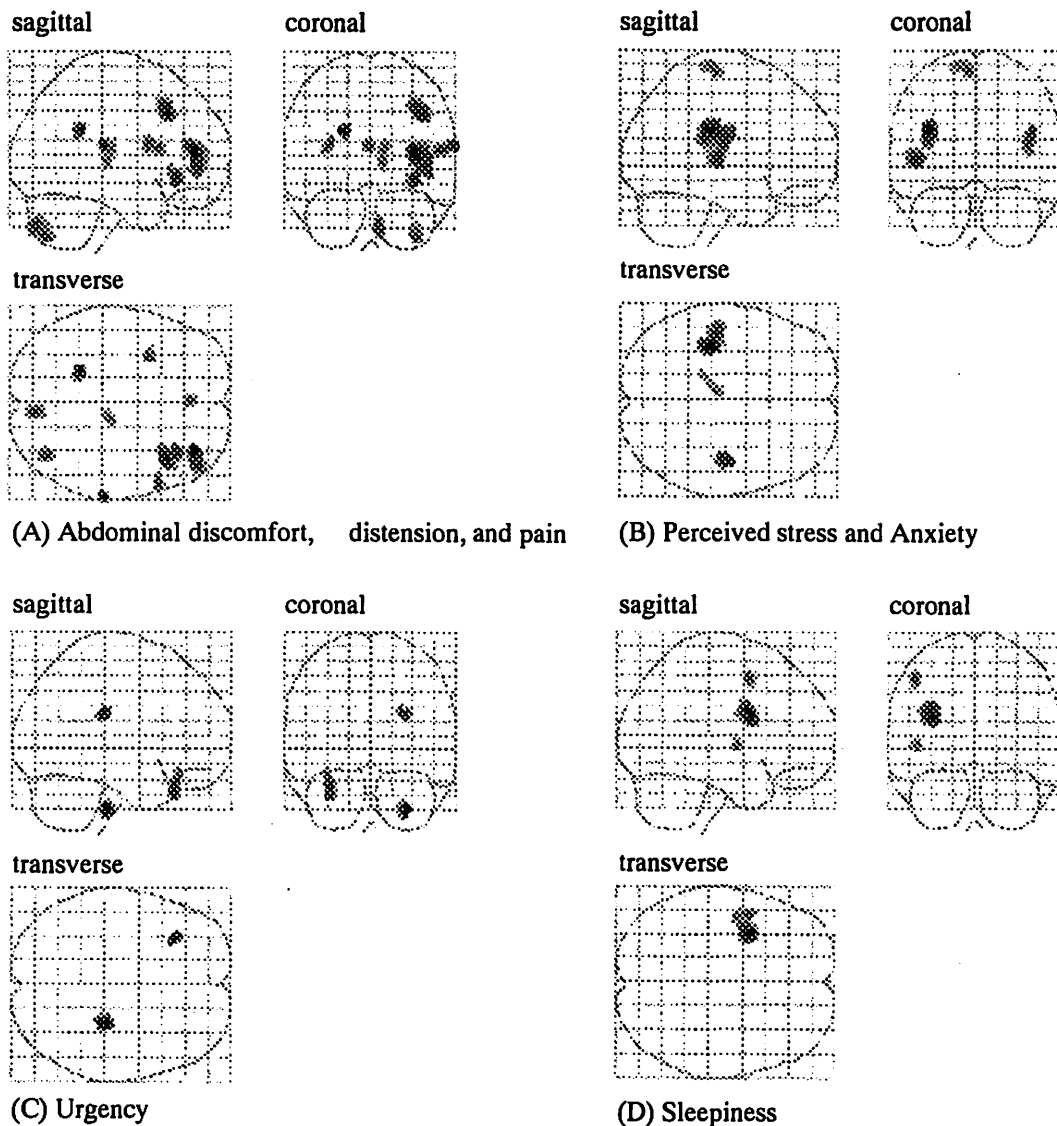 sagittal
coronal
transverse
(A) Abdominal discomfort, distension, and pain
sagittal
coronal
transverse
(B) Perceived stress and Anxiety
sagittal
coronal
transverse
(C) Urgency
sagittal
coronal
transverse
(D) Sleepiness